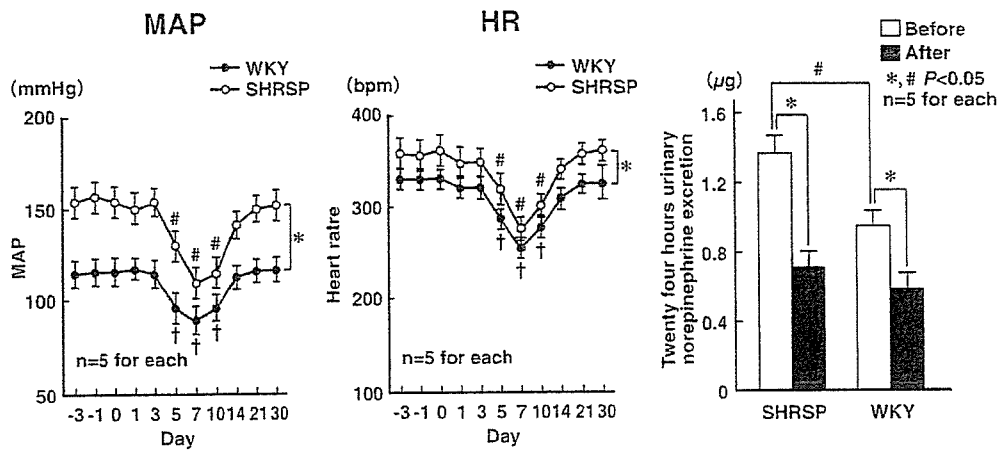 MAP
WKY
SHRSP
(mmHg)
200
150
100
50
MAP
#
#
#
*
†
†
†
n=5 for each
-3 -1 0 1 3 5 7 10 14 21 30
Day
HR
WKY
SHRSP
(bpm)
400
300
200
100
Heart ratre
#
#
#
*
†
†
†
n=5 for each
-3 -1 0 1 3 5 7 10 14 21 30
Day
Before
After
*, # P<0.05
n=5 for each
(μg)
1.6
1.2
0.8
0.4
0
Twenty four hours urinary
norepinephrine excretion
#
*
*
SHRSP
WKY